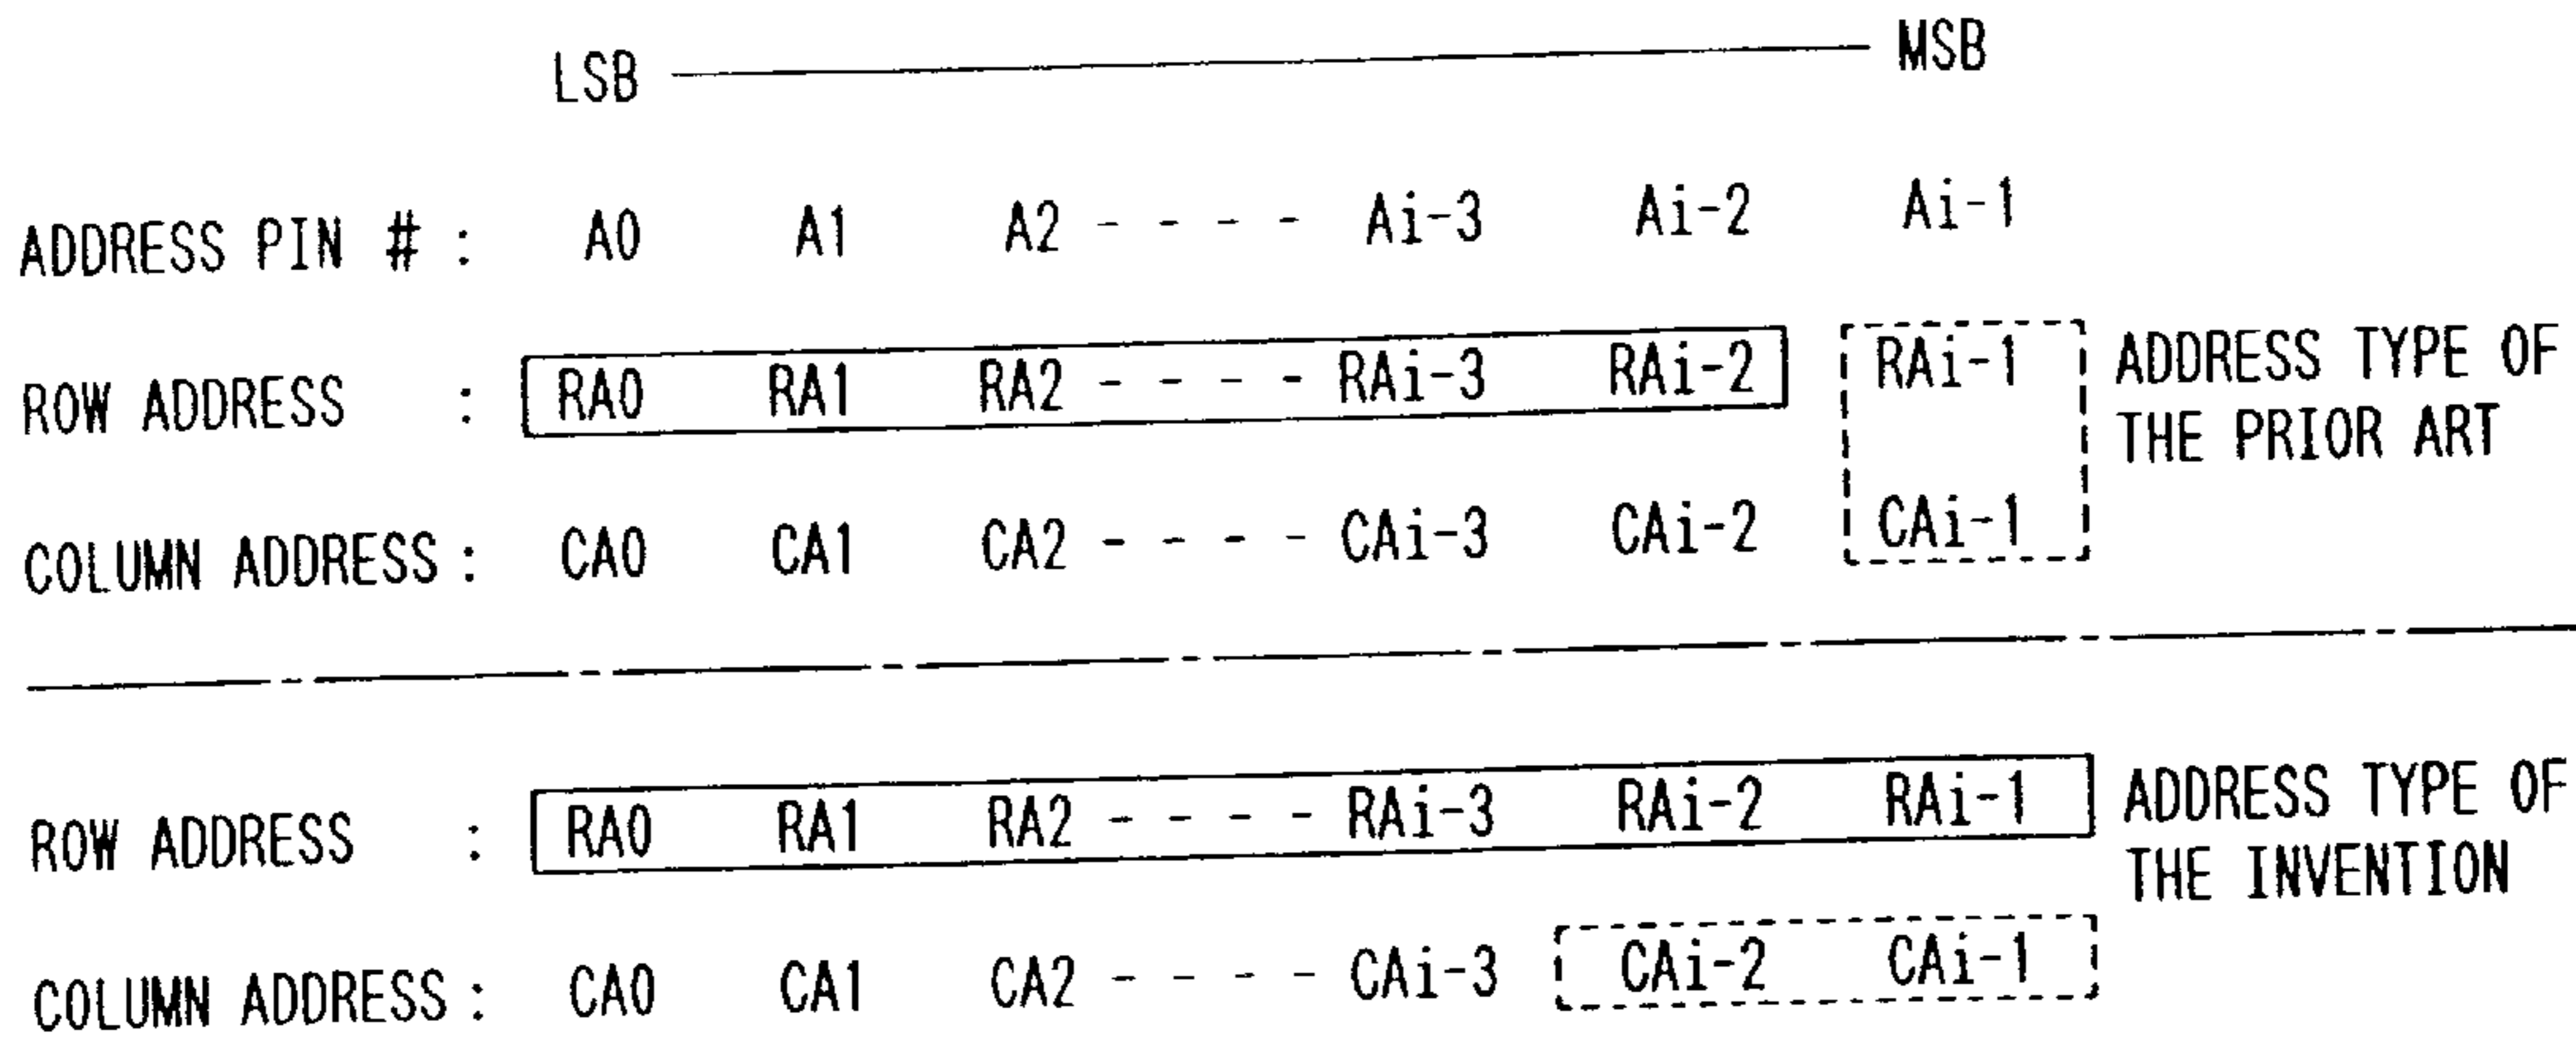 LSB MSB
ADDRESS PIN # : A0 A1 A2 - - - - Ai-3 Ai-2 Ai-1
ROW ADDRESS : RA0 RA1 RA2 - - - - RAi-3 RAi-2 RAi-1 ADDRESS TYPE OF
THE PRIOR ART
COLUMN ADDRESS : CA0 CA1 CA2 - - - - CAi-3 CAi-2 CAi-1
ROW ADDRESS : RA0 RA1 RA2 - - - - RAi-3 RAi-2 RAi-1 ADDRESS TYPE OF
THE INVENTION
COLUMN ADDRESS : CA0 CA1 CA2 - - - - CAi-3 CAi-2 CAi-1